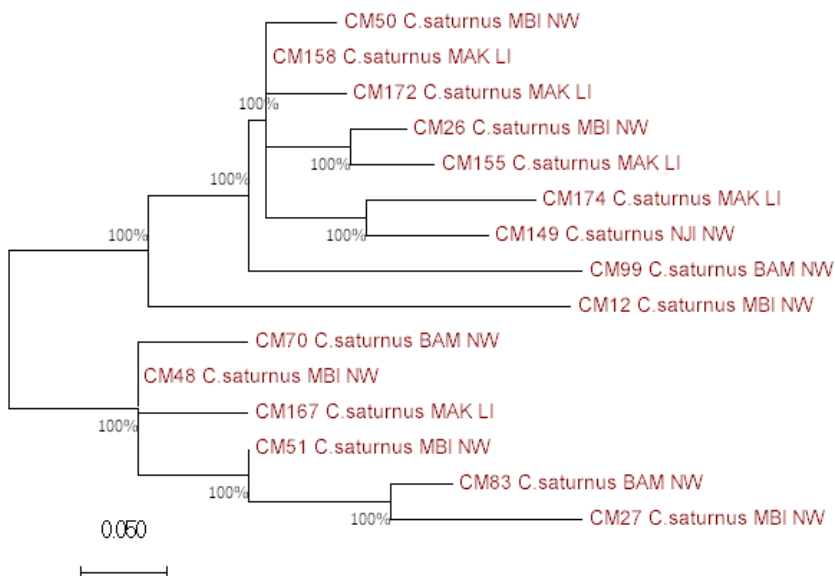 CM50 C.saturnus MBI NW
CM158 C.saturnus MAK LI
CM172 C.saturnus MAK LI
100%
CM26 C.saturnus MBI NW
100%
CM155 C.saturnus MAK LI
100%
CM174 C.saturnus MAK LI
100%
CM149 C.saturnus NJI NW
100%
CM99 C.saturnus BAM NW
CM12 C.saturnus MBI NW
CM70 C.saturnus BAM NW
CM48 C.saturnus MBI NW
CM167 C.saturnus MAK LI
100%
CM51 C.saturnus MBI NW
CM83 C.saturnus BAM NW
100%
CM27 C.saturnus MBI NW
100%
0.050